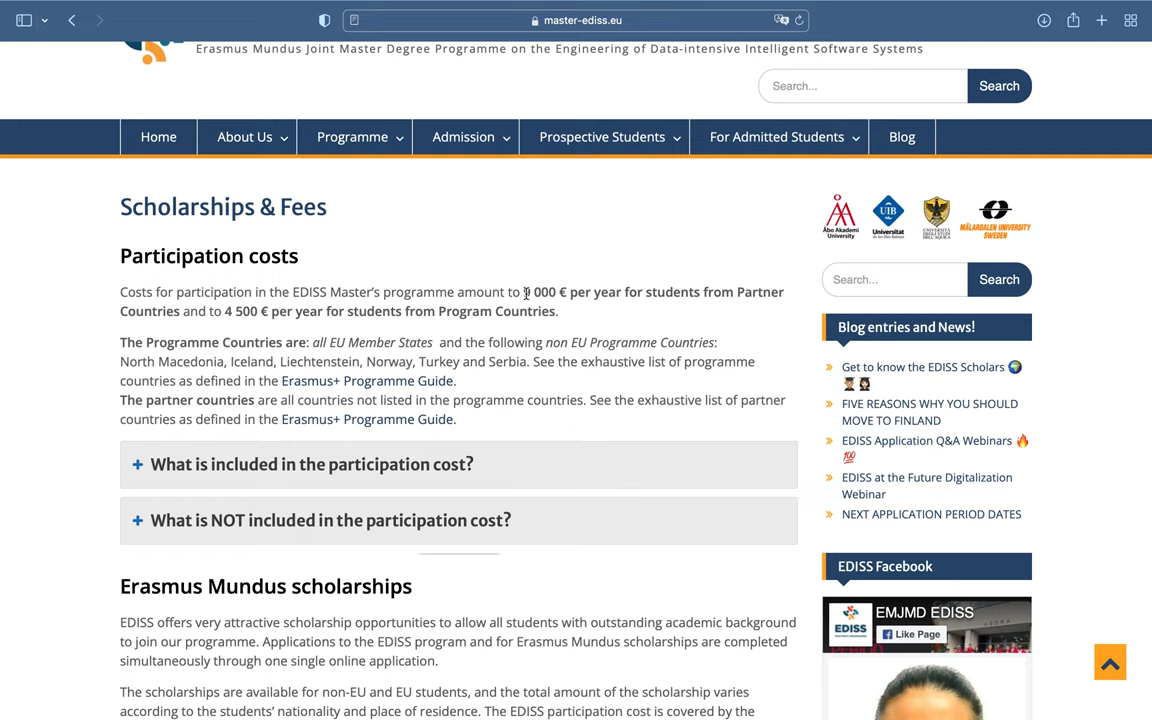 master-ediss.eu
Erasmus Mundus Joint Master Degree Programme on the Engineering of Data-intensive Intelligent Software Systems
Search...
Search
Home
About Us
Programme
Admission
Prospective Students
For Admitted Students
Blog
Scholarships & Fees
Participation costs
Costs for participation in the EDISS Master's programme amount to 000 € per year for students from Partner
Countries and to 4 500 € per year for students from Program Countries.
The Programme Countries are: all EU Member States and the following non EU Programme Countries:
North Macedonia, Iceland, Liechtenstein, Norway, Turkey and Serbia. See the exhaustive list of programme
countries as defined in the Erasmus+ Programme Guide.
The partner countries are all countries not listed in the programme countries. See the exhaustive list of partner
countries as defined in the Erasmus+ Programme Guide.
+ What is included in the participation cost?
+ What is NOT included in the participation cost?
Erasmus Mundus scholarships
EDISS offers very attractive scholarship opportunities to allow all students with outstanding academic background
to join our programme. Applications to the EDISS program and for Erasmus Mundus scholarships are completed
simultaneously through one single online application.
The scholarships are available for non-EU and EU students, and the total amount of the scholarship varies
according to the students' nationality and place of residence. The EDISS participation cost is covered by the
Åbo Akademi
University
UIB
Universitat
de les Illes Balears
MÄLARDALEN UNIVERSITY
SWEDEN
Search...
Search
Blog entries and News!
Get to know the EDISS Scholars
FIVE REASONS WHY YOU SHOULD
MOVE TO FINLAND
EDISS Application Q&A Webinars
EDISS at the Future Digitalization
Webinar
NEXT APPLICATION PERIOD DATES
EDISS Facebook
EDISS
EMJMD EDISS
Like Page